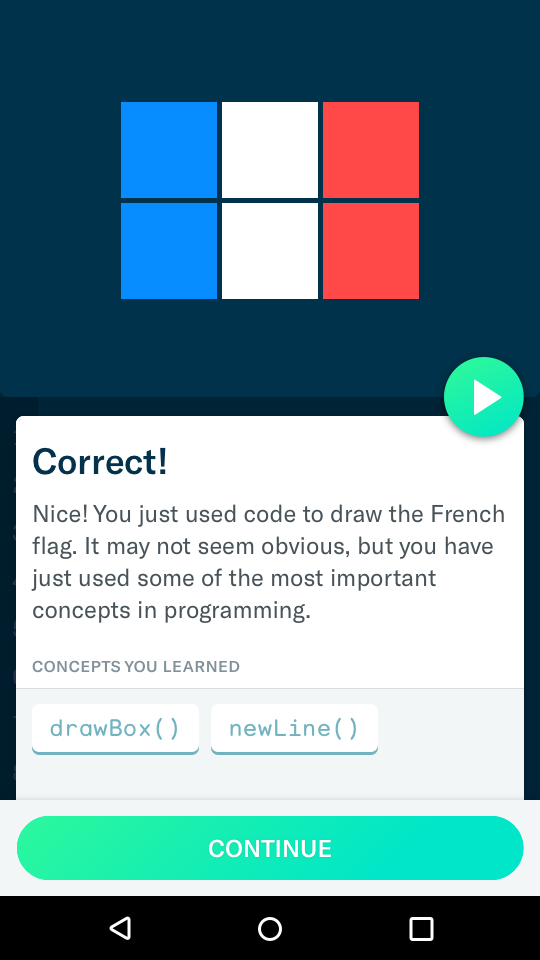 Correct!
Nice! You just used code to draw the French
flag. It may not seem obvious, but you have
just used some of the most important
concepts in programming.
CONCEPTS YOU LEARNED
drawBox() newLine()
CONTINUE